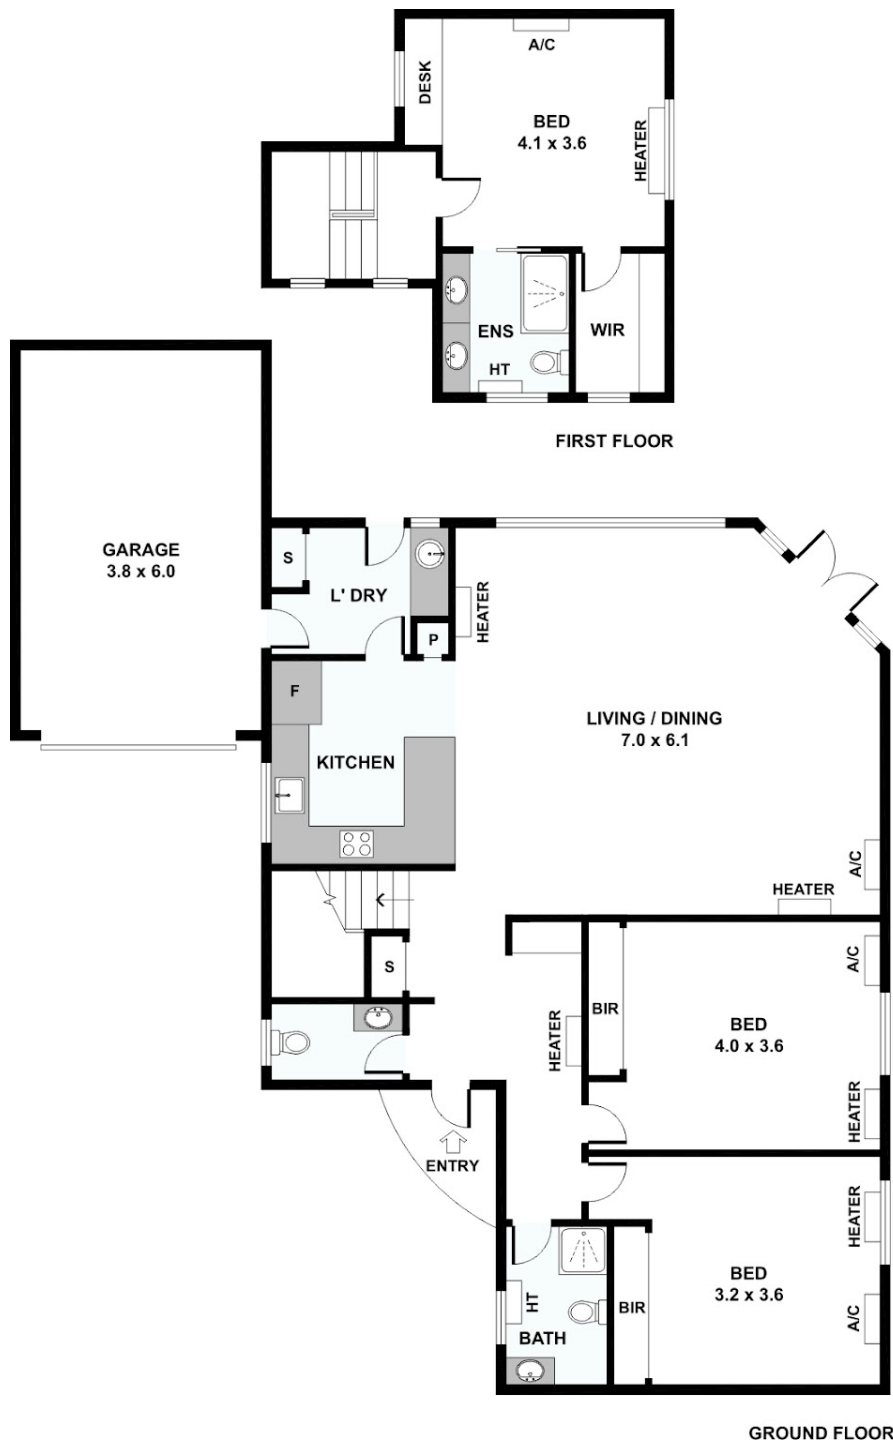 A/C
DESK
BED
4.1 x 3.6
HEATER
ENS
WIR
HT
FIRST FLOOR
GARAGE
3.8 x 6.0
S
L' DRY
HEATER
P
F
LIVING / DINING
7.0 x 6.1
KITCHEN
A/C
HEATER
S
A/C
BIR
BED
4.0 x 3.6
HEATER
HEATER
ENTRY
HEATER
BED
3.2 x 3.6
HT
BIR
A/C
BATH
GROUND FLOOR